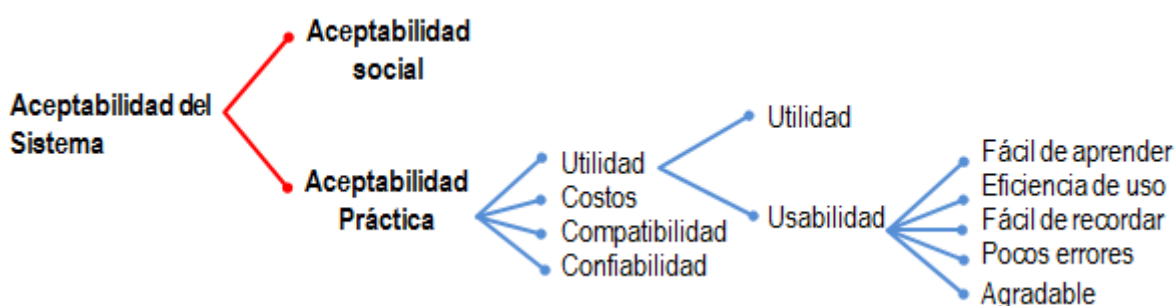 Aceptabilidad del
Sistema
Aceptabilidad
social
Aceptabilidad
Práctica
Utilidad
Costos
Compatibilidad
Confiabilidad
Utilidad
Usabilidad
Fácil de aprender
Eficiencia de uso
Fácil de recordar
Pocos errores
Agradable